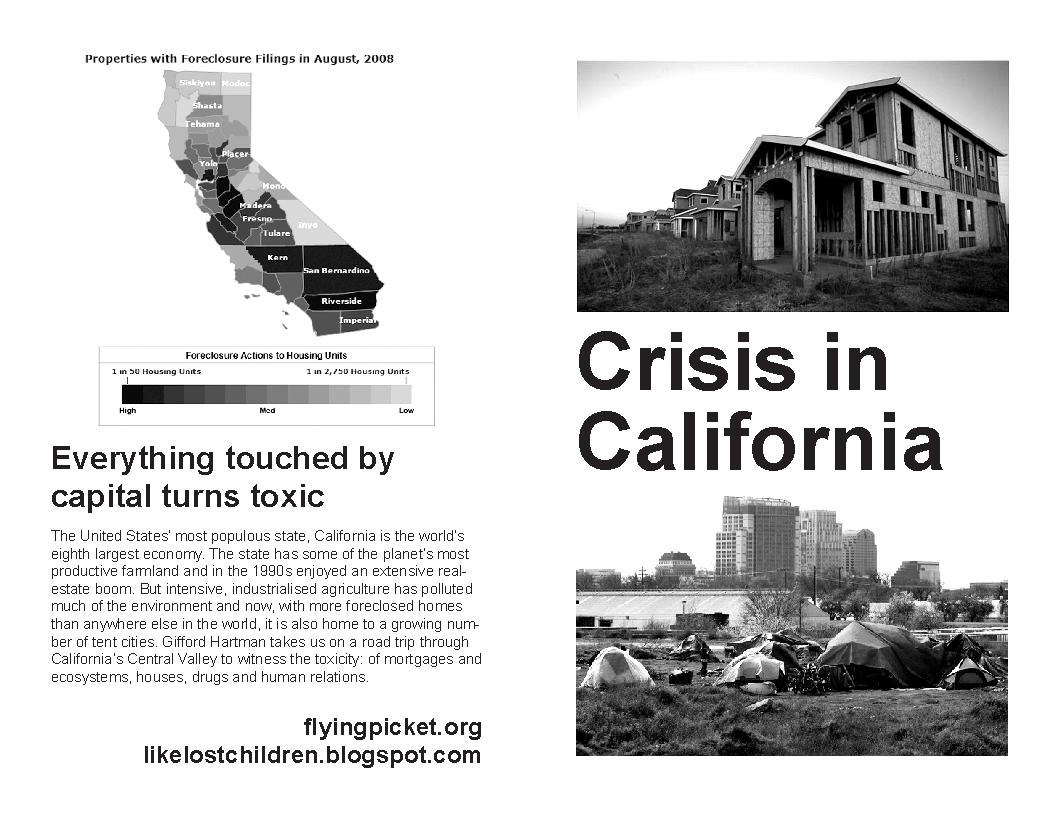 Properties with Foreclosure Filings in August, 2008
Siskiyou Modoc
Shasta
Tehama
Placer
Yolo
Mono
Madera
Fresno
Inyo
Tulare
Kern
San Bernardino
Riverside
Imperial
Foreclosure Actions to Housing Units
1 in 50 Housing Units 1 in 2,750 Housing Units
High Med Low
Everything touched by
capital turns toxic
The United States' most populous state, California is the world's
eighth largest economy. The state has some of the planet's most
productive farmland and in the 1990s enjoyed an extensive real-
estate boom. But intensive, industrialised agriculture has polluted
much of the environment and now, with more foreclosed homes
than anywhere else in the world, it is also home to a growing num-
ber of tent cities. Gifford Hartman takes us on a road trip through
California's Central Valley to witness the toxicity: of mortgages and
ecosystems, houses, drugs and human relations.
flyingpicket.org
likelostchildren.blogspot.com
Crisis in
California